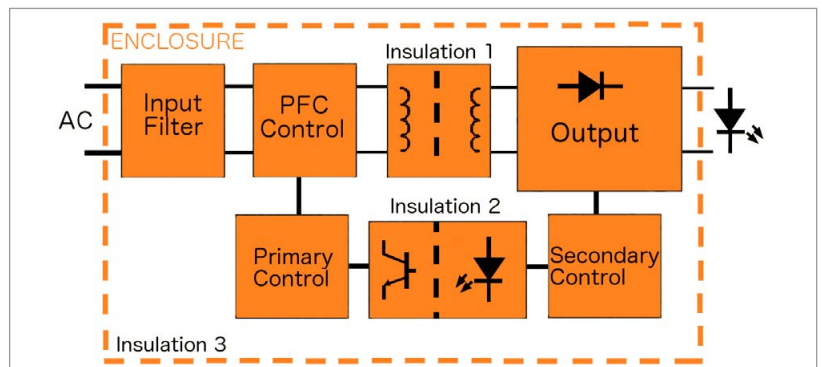 ENCLOSURE
Insulation 1
AC
Input
Filter
PFC
Control
Output
Insulation 2
Primary
Control
Secondary
Control
Insulation 3